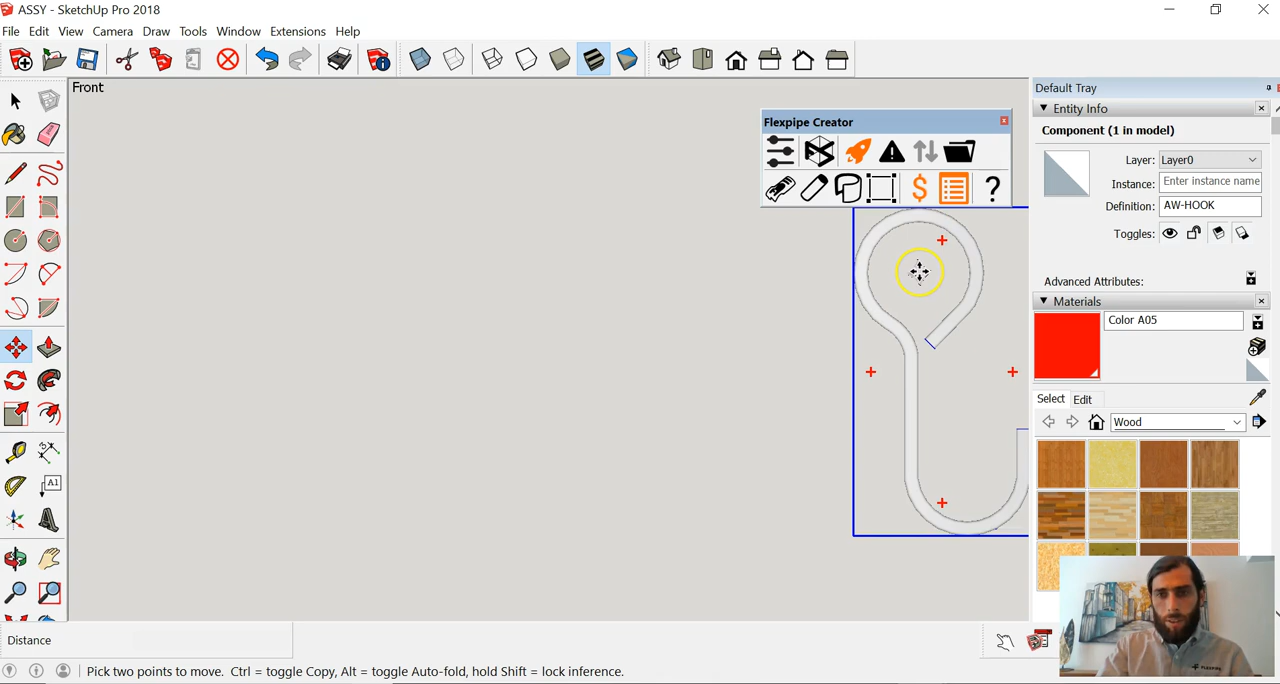 ASSY - SketchUp Pro 2018
File Edit View Camera Draw Tools Window Extensions Help
Front
Default Tray
Entity Info
Component (1 in model)
Layer: Layer0
Instance: Enter instance name
Definition: AW-HOOK
Toggles:
Advanced Attributes:
Materials
Color A05
Select Edit
Wood
Flexpipe Creator
A1
Distance
Pick two points to move. Ctrl = toggle Copy, Alt = toggle Auto-fold, hold Shift = lock inference.
FLEXPIPE